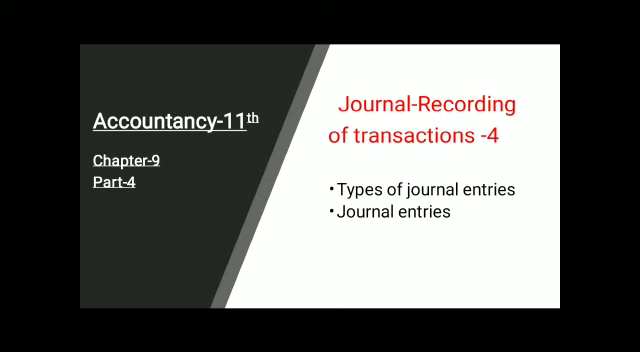 Accountancy-11th
Chapter-9
Part-4
Journal-Recording
of transactions -4
•Types of journal entries
•Journal entries